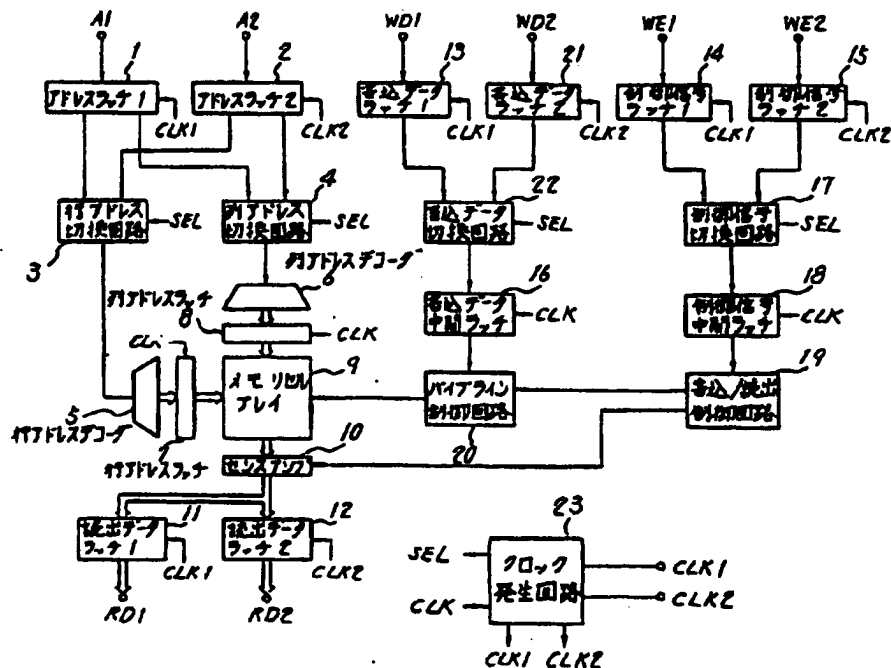 A1
A2
WD1
WD2
WE1
WE2
1
2
13
21
14
15
アドレスラッチ1
アドレスラッチ2
書込データ
ラッチ1
書込データ
ラッチ2
制御信号
ラッチ1
制御信号
ラッチ2
CLK1
CLK2
CLK1
CLK2
CLK1
CLK2
4
22
17
行アドレス
切換回路
SEL
列アドレス
切換回路
SEL
書込データ
切換回路
SEL
制御信号
切換回路
SEL
3
列アドレスデコーダ
6
16
18
列アドレスラッチ
8
CLK
書込データ
中間ラッチ
CLK
制御信号
中間ラッチ
CLK
9
19
メモリセル
アレイ
パイプライン
制御回路
書込/読出
制御回路
5
行アドレスデコーダ
7
行アドレスラッチ
10
20
センスアンプ
11
12
23
読出データ
ラッチ1
読出データ
ラッチ2
CLK1
CLK2
RD1
RD2
SEL
CLK
クロック
発生回路
CLK1
CLK2
CLK1
CLK2